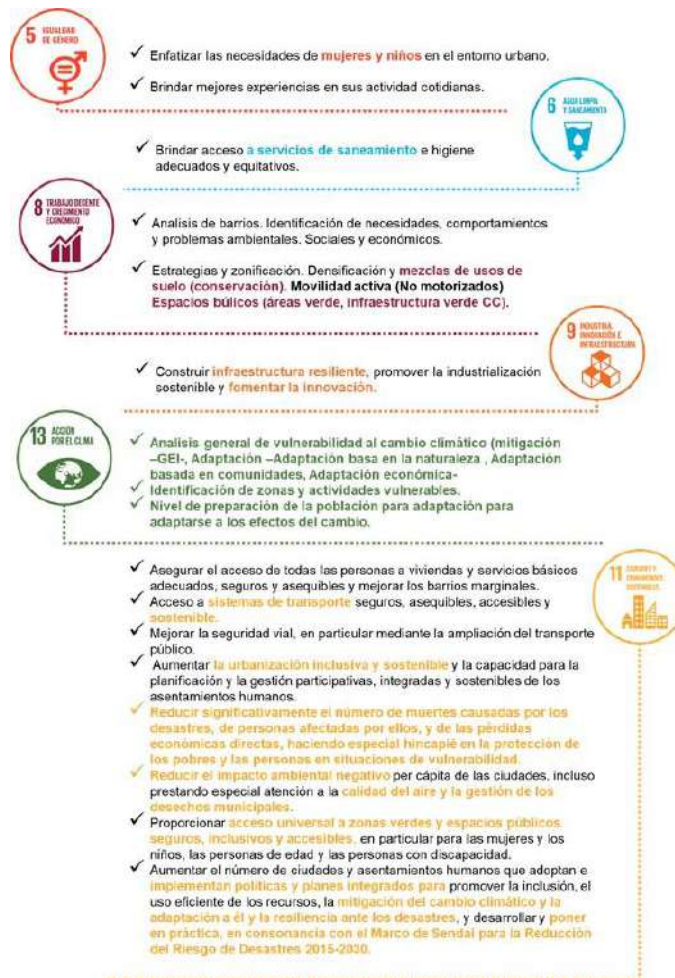 5 IGUALDAD
DE GÉNERO
✓ Enfatizar las necesidades de mujeres y niños en el entorno urbano.
✓ Brindar mejores experiencias en sus actividad cotidianas.
6 AGUA LIMPIA
Y SANEAMIENTO
✓ Brindar acceso a servicios de saneamiento e higiene
adecuados y equitativos.
8 TRABAJO DECENTE
Y CRECIMIENTO
ECONÓMICO
✓ Analisis de barrios. Identificación de necesidades, comportamientos
y problemas ambientales. Sociales y económicos.
✓ Estrategias y zonificación. Densificación y mezclas de usos de
suelo (conservación). Movilidad activa (No motorizados)
Espacios búlicos (áreas verde, infraestructura verde CC).
9 INDUSTRIA,
INNOVACIÓN E
INFRAESTRUCTURA
✓ Construir infraestructura resiliente, promover la industrialización
sostenible y fomentar la innovación.
13 ACCIÓN
POR EL CLIMA
✓ Analisis general de vulnerabilidad al cambio climático (mitigación
–GEI-, Adaptación –Adaptación basa en la naturaleza , Adaptación
basada en comunidades, Adaptación económica-
✓ Identificación de zonas y actividades vulnerables.
✓ Nivel de preparación de la población para adaptación para
adaptarse a los efectos del cambio.
11 CIUDADES Y
COMUNIDADES
SOSTENIBLES
✓ Asegurar el acceso de todas las personas a viviendas y servicios básicos
adecuados, seguros y asequibles y mejorar los barrios marginales.
✓ Acceso a sistemas de transporte seguros, asequibles, accesibles y
sostenible.
✓ Mejorar la seguridad vial, en particular mediante la ampliación del transporte
público.
✓ Aumentar la urbanización inclusiva y sostenible y la capacidad para la
planificación y la gestión participativas, integradas y sostenibles de los
asentamientos humanos.
✓ Reducir significativamente el número de muertes causadas por los
desastres, de personas afectadas por ellos, y de las pérdidas
económicas directas, haciendo especial hincapié en la protección de
los pobres y las personas en situaciones de vulnerabilidad.
✓ Reducir el impacto ambiental negativo per cápita de las ciudades, incluso
prestando especial atención a la calidad del aire y la gestión de los
desechos municipales.
✓ Proporcionar acceso universal a zonas verdes y espacios públicos
seguros, inclusivos y accesibles, en particular para las mujeres y los
niños, las personas de edad y las personas con discapacidad.
✓ Aumentar el número de ciudades y asentamientos humanos que adoptan e
implementan políticas y planes integrados para promover la inclusión, el
uso eficiente de los recursos, la mitigación del cambio climático y la
adaptación a él y la resiliencia ante los desastres, y desarrollar y poner
en práctica, en consonancia con el Marco de Sendai para la Reducción
del Riesgo de Desastres 2015-2030.